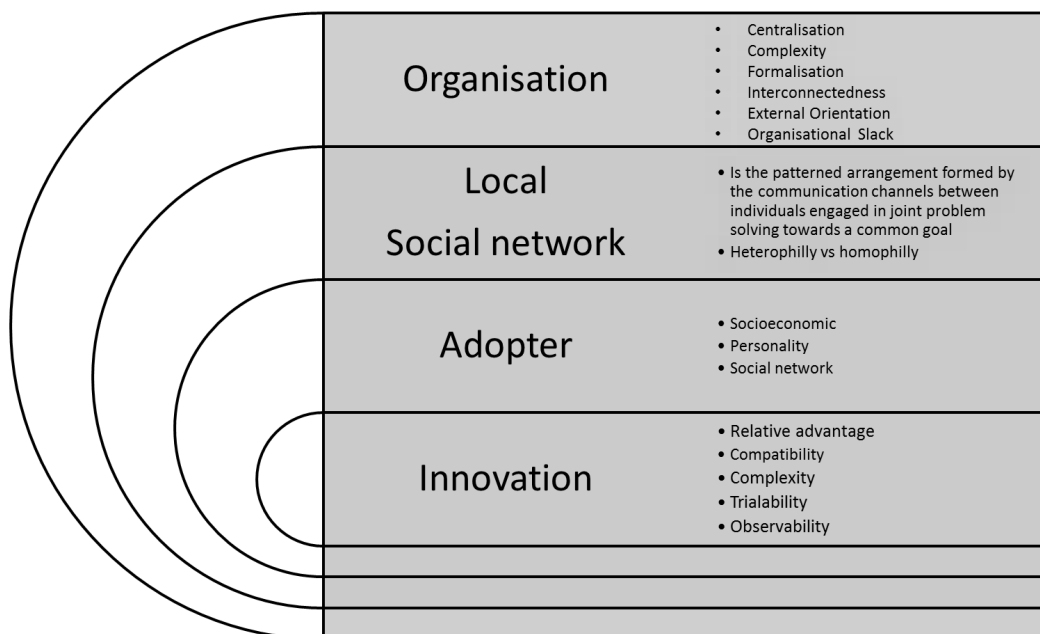 Organisation
• Centralisation
• Complexity
• Formalisation
• Interconnectedness
• External Orientation
• Organisational Slack
Local
Social network
• Is the patterned arrangement formed by
the communication channels between
individuals engaged in joint problem
solving towards a common goal
• Heterophilly vs homophilly
Adopter
• Socioeconomic
• Personality
• Social network
Innovation
• Relative advantage
• Compatibility
• Complexity
• Trialability
• Observability